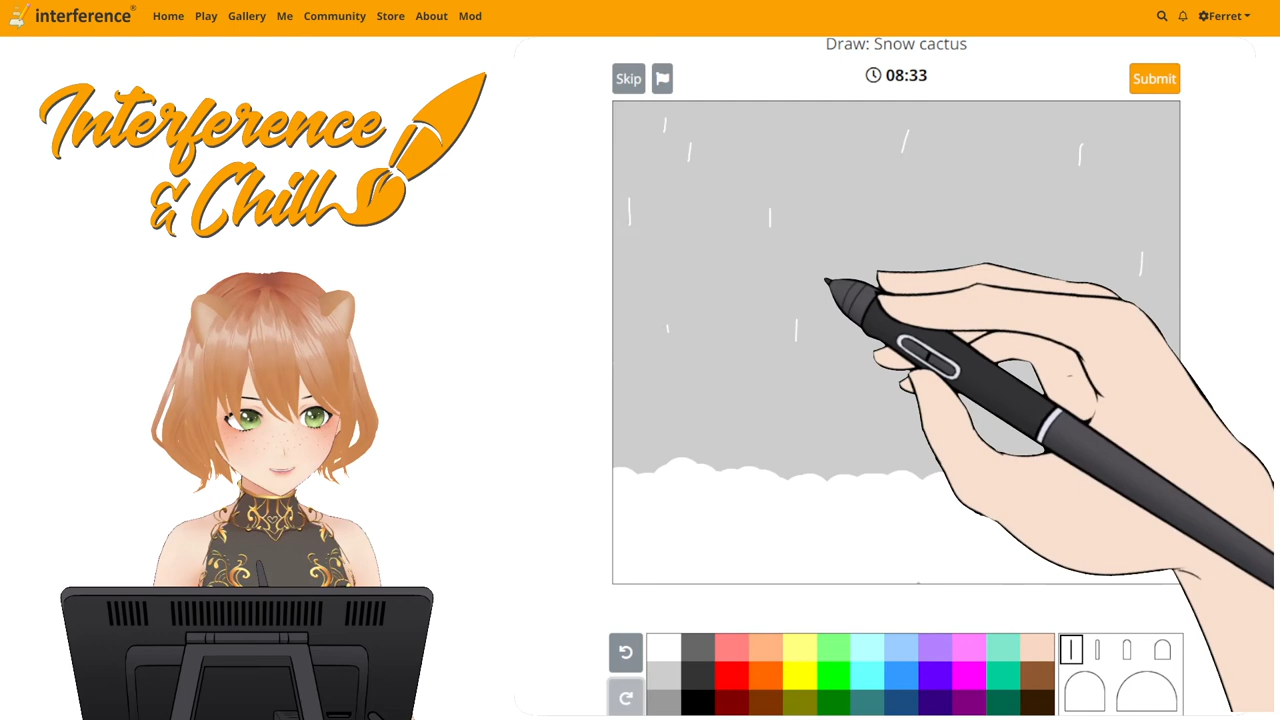 interference®
Home Play Gallery Me Community Store About Mod
Ferret
Interference
& Chill
Draw: Snow cactus
Skip
08:33
Submit